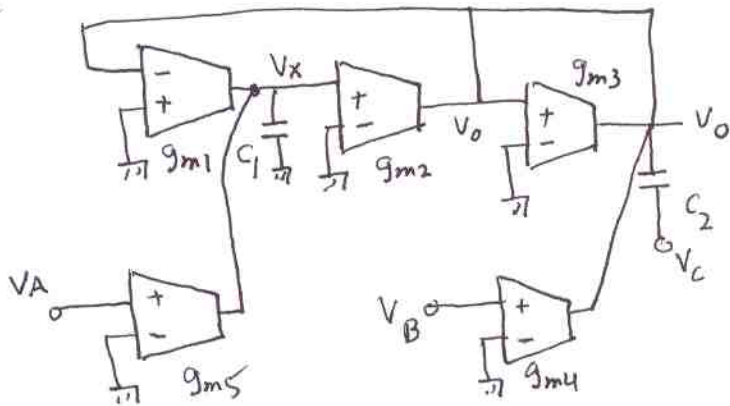 gm3
- Vx + Vo + Vo
+ - -
gm1 C1 gm2 C2
VA + VB + Vc
- -
gm5 gm4